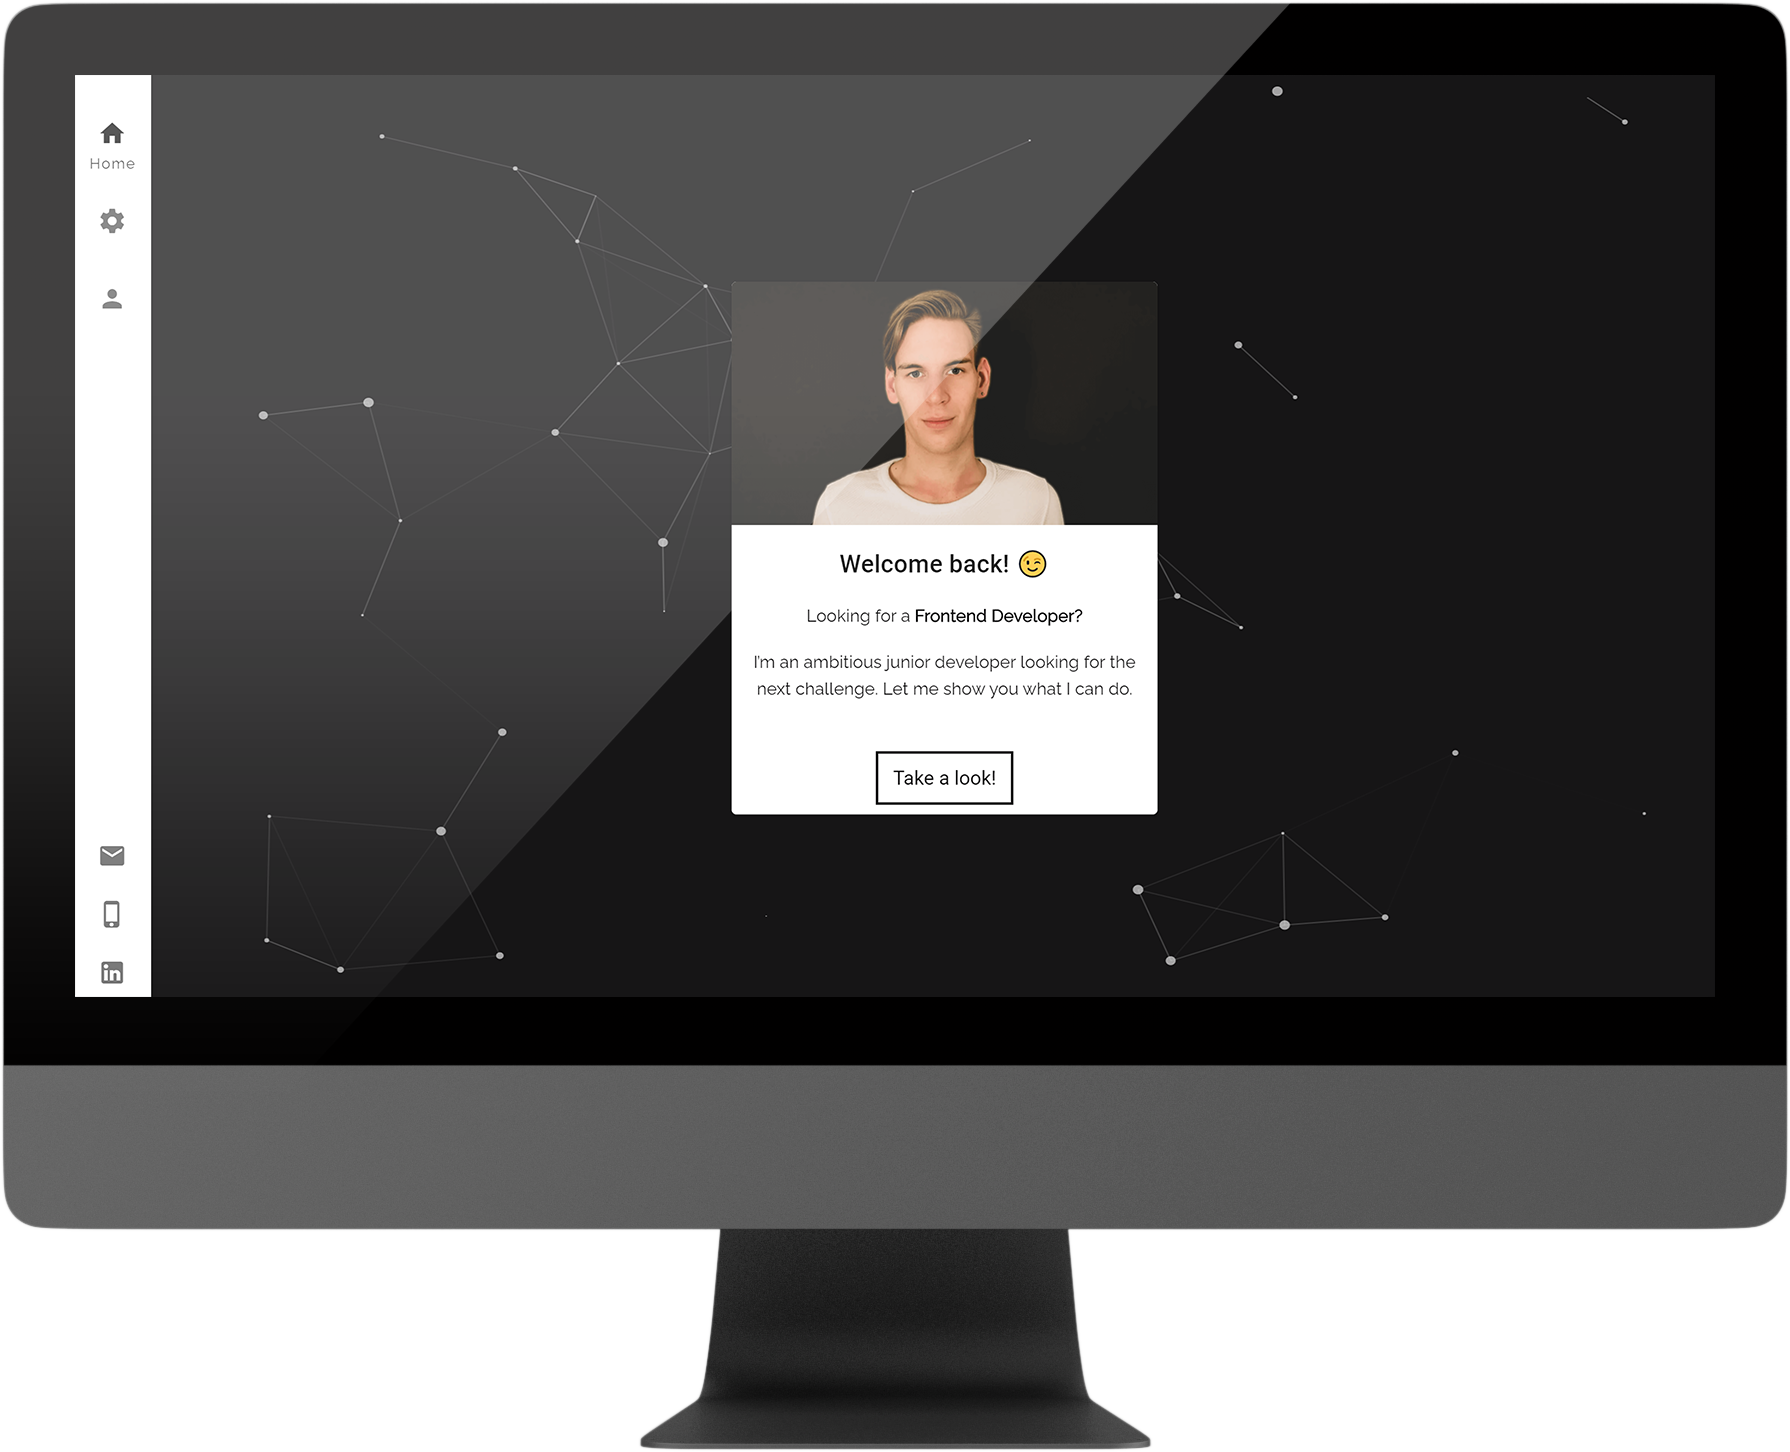 Home
Welcome back! 😉
Looking for a Frontend Developer?
I'm an ambitious junior developer looking for the
next challenge. Let me show you what I can do.
Take a look!
in